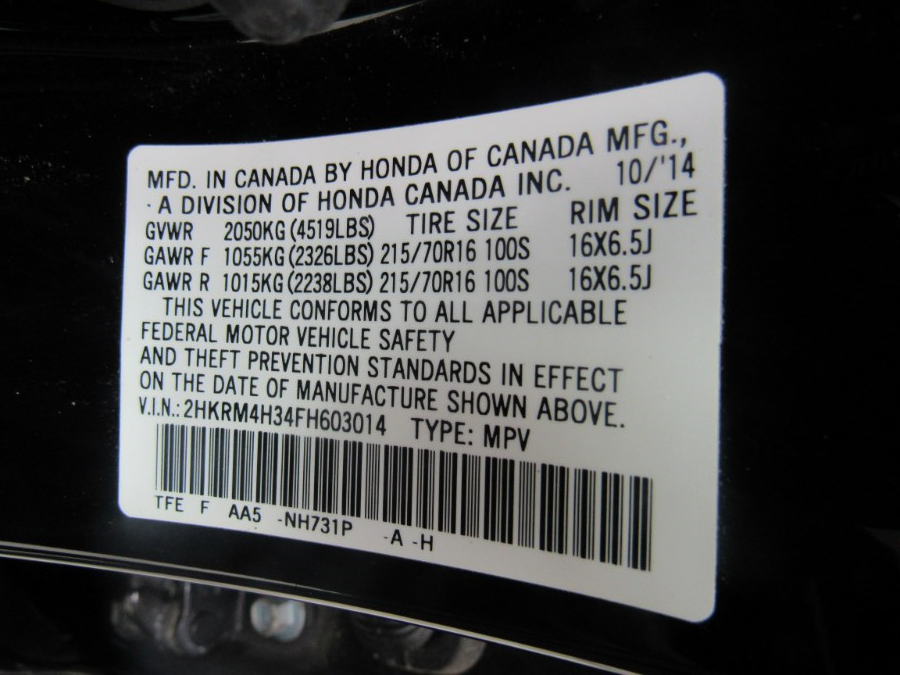 MFD. IN CANADA BY HONDA OF CANADA MFG.,
· A DIVISION OF HONDA CANADA INC. 10/'14
GVWR 2050KG (4519LBS) TIRE SIZE RIM SIZE
GAWR F 1055KG (2326LBS) 215/70R16 100S 16X6.5J
GAWR R 1015KG (2238LBS) 215/70R16 100S 16X6.5J
THIS VEHICLE CONFORMS TO ALL APPLICABLE
FEDERAL MOTOR VEHICLE SAFETY
AND THEFT PREVENTION STANDARDS IN EFFECT
ON THE DATE OF MANUFACTURE SHOWN ABOVE.
V.I.N.: 2HKRM4H34FH603014 TYPE: MPV
TFE F AA5 -NH731P -A -H